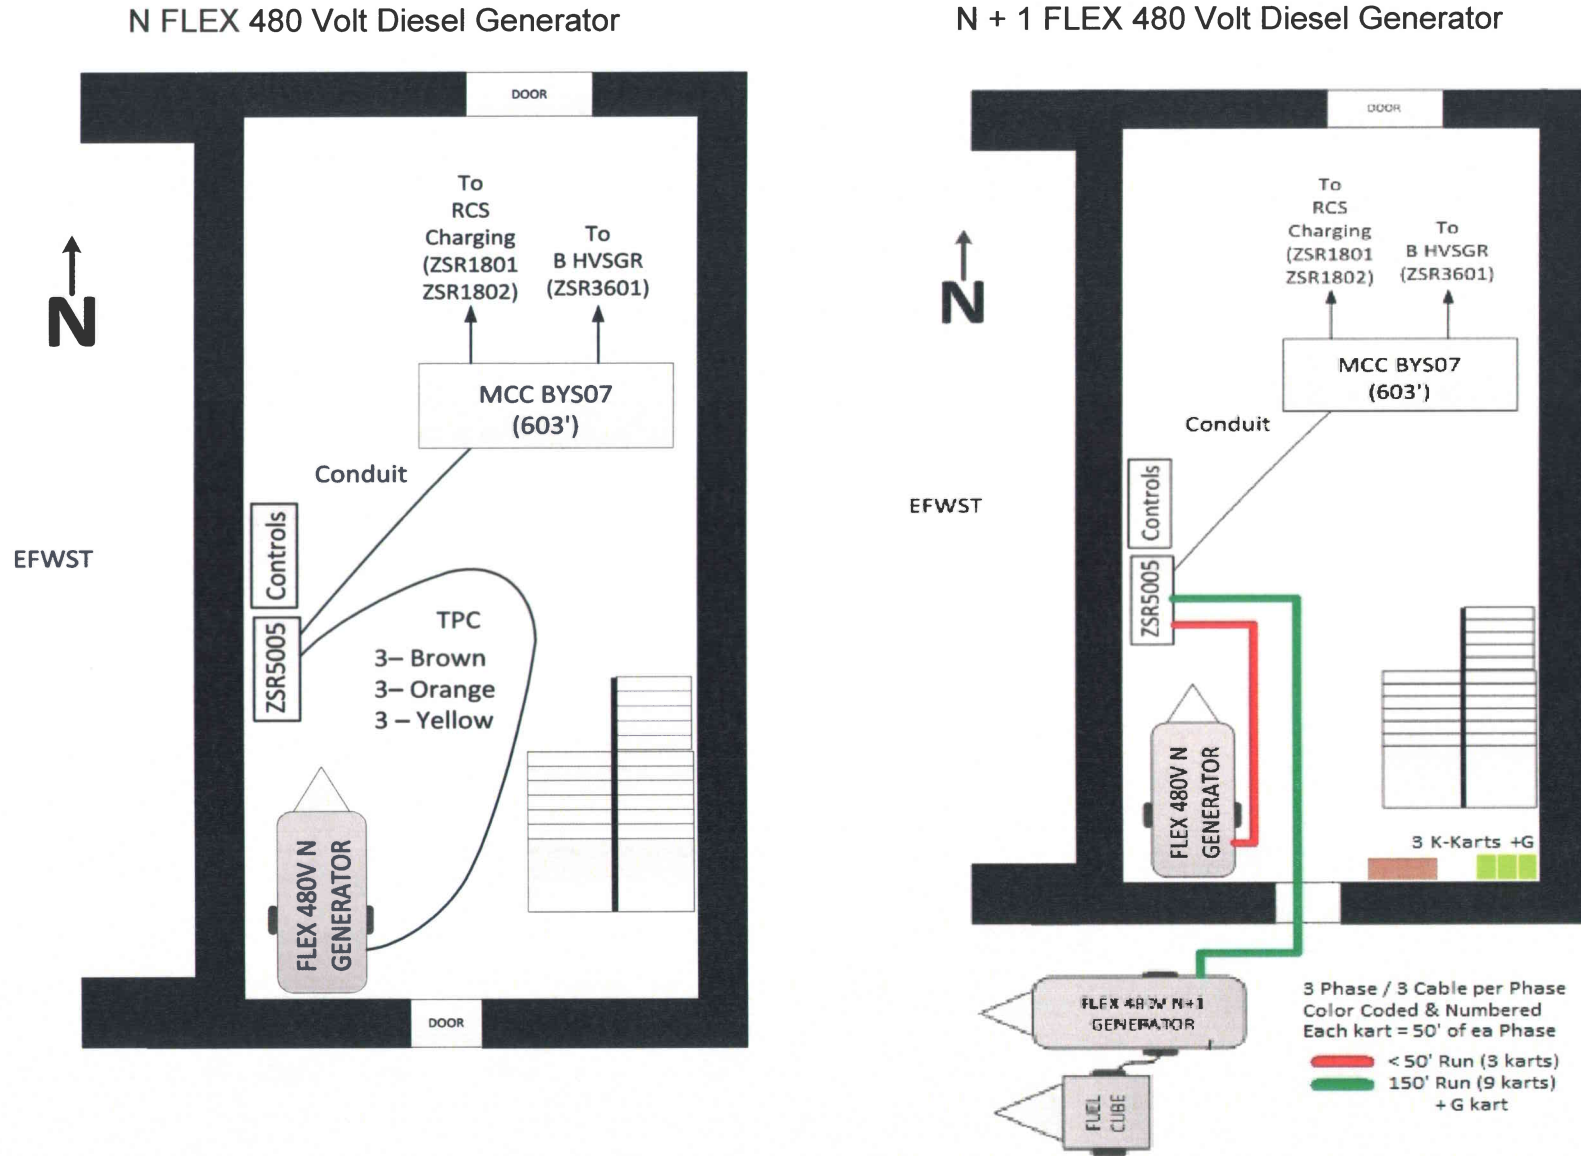 N FLEX 480 Volt Diesel Generator
DOOR
To
RCS
Charging
(ZSR1801
ZSR1802)
To
B HVSGR
(ZSR3601)
N
MCC BYS07
(603')
Conduit
Controls
EFWST
ZSR5005
TPC
3– Brown
3– Orange
3 – Yellow
FLEX 480V N
GENERATOR
DOOR
N + 1 FLEX 480 Volt Diesel Generator
DOOR
To
RCS
Charging
(ZSR1801
ZSR1802)
To
B HVSGR
(ZSR3601)
N
MCC BYS07
(603')
Conduit
Controls
EFWST
ZSR5005
FLEX 480V N
GENERATOR
3 K-Karts +G
FLEX 480V N+1
GENERATOR
FUEL
CUBE
3 Phase / 3 Cable per Phase
Color Coded & Numbered
Each kart = 50' of ea Phase
< 50' Run (3 karts)
150' Run (9 karts)
+ G kart